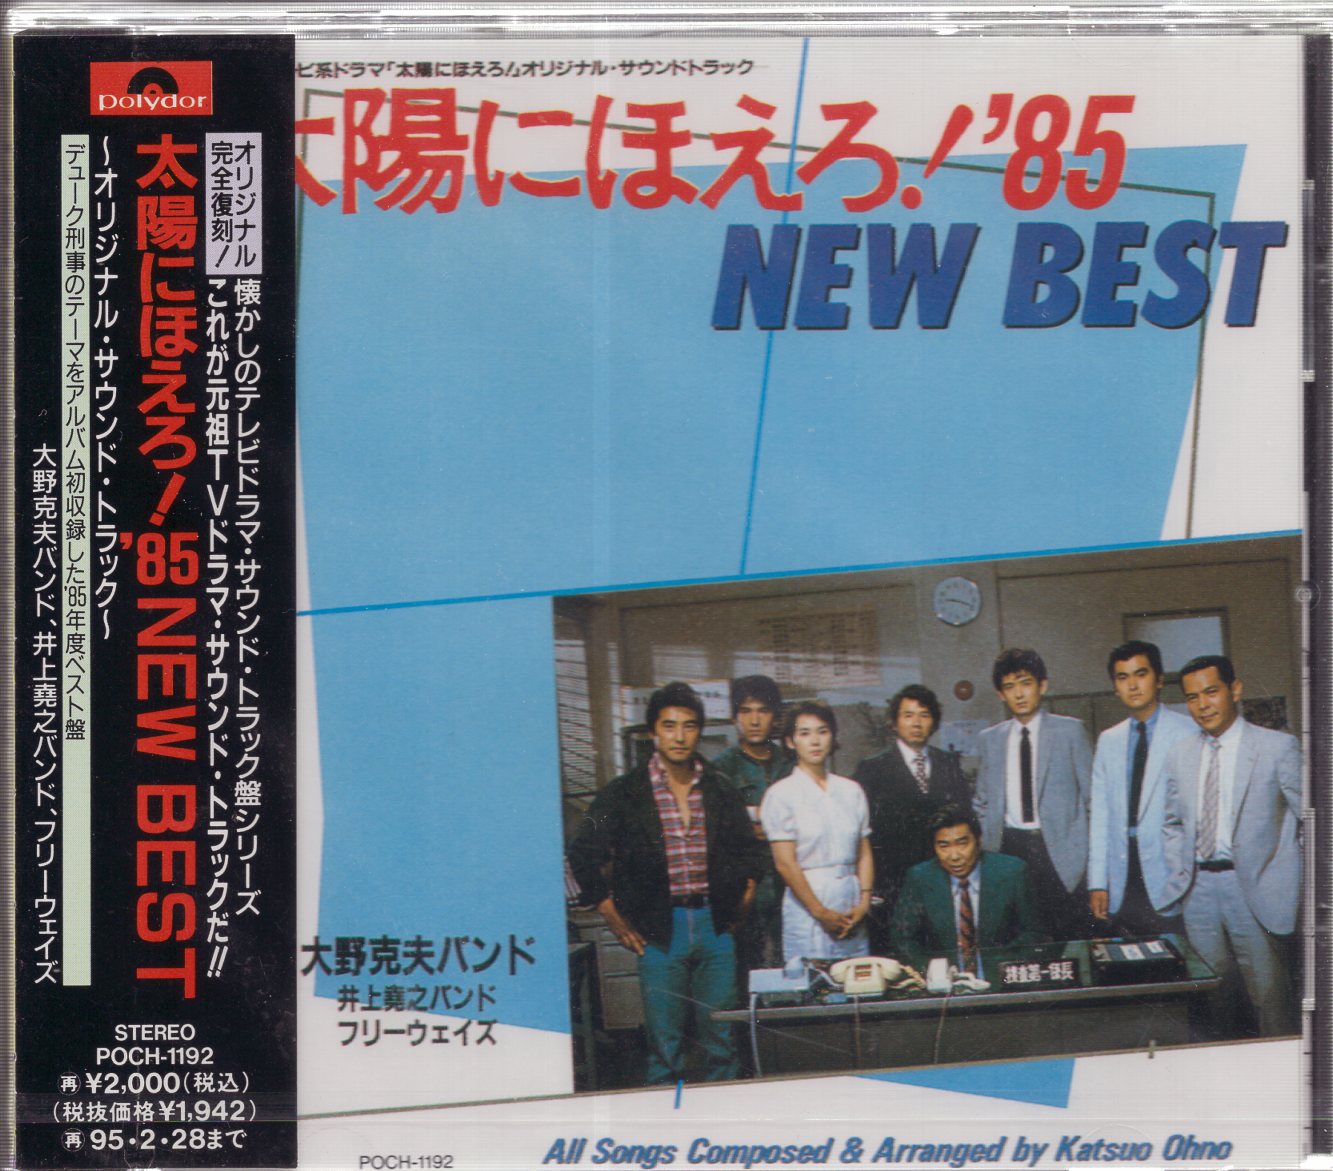 polydor
オリジナル
完全復刻!
懐かしのテレビドラマ・サウンド・トラック盤シリーズ
これが元祖TVドラマ・サウンド・トラックだ!!
太陽にほえろ!'85 NEW BEST
〜オリジナル・サウンド・トラック〜
デューク刑事のテーマをアルバム初収録した'85年度ベスト盤
大野克夫バンド、井上堯之バンド、フリーウェイズ
STEREO
POCH-1192
再¥2,000(税込)
(税抜価格¥1,942)
再95・2・28まで
ビ系ドラマ「太陽にほえろ!」オリジナル・サウンドトラック
太陽にほえろ!'85
NEW BEST
大野克夫バンド
井上堯之バンド
フリーウェイズ
捜査第一係長
POCH-1192
All Songs Composed & Arranged by Katsuo Ohno